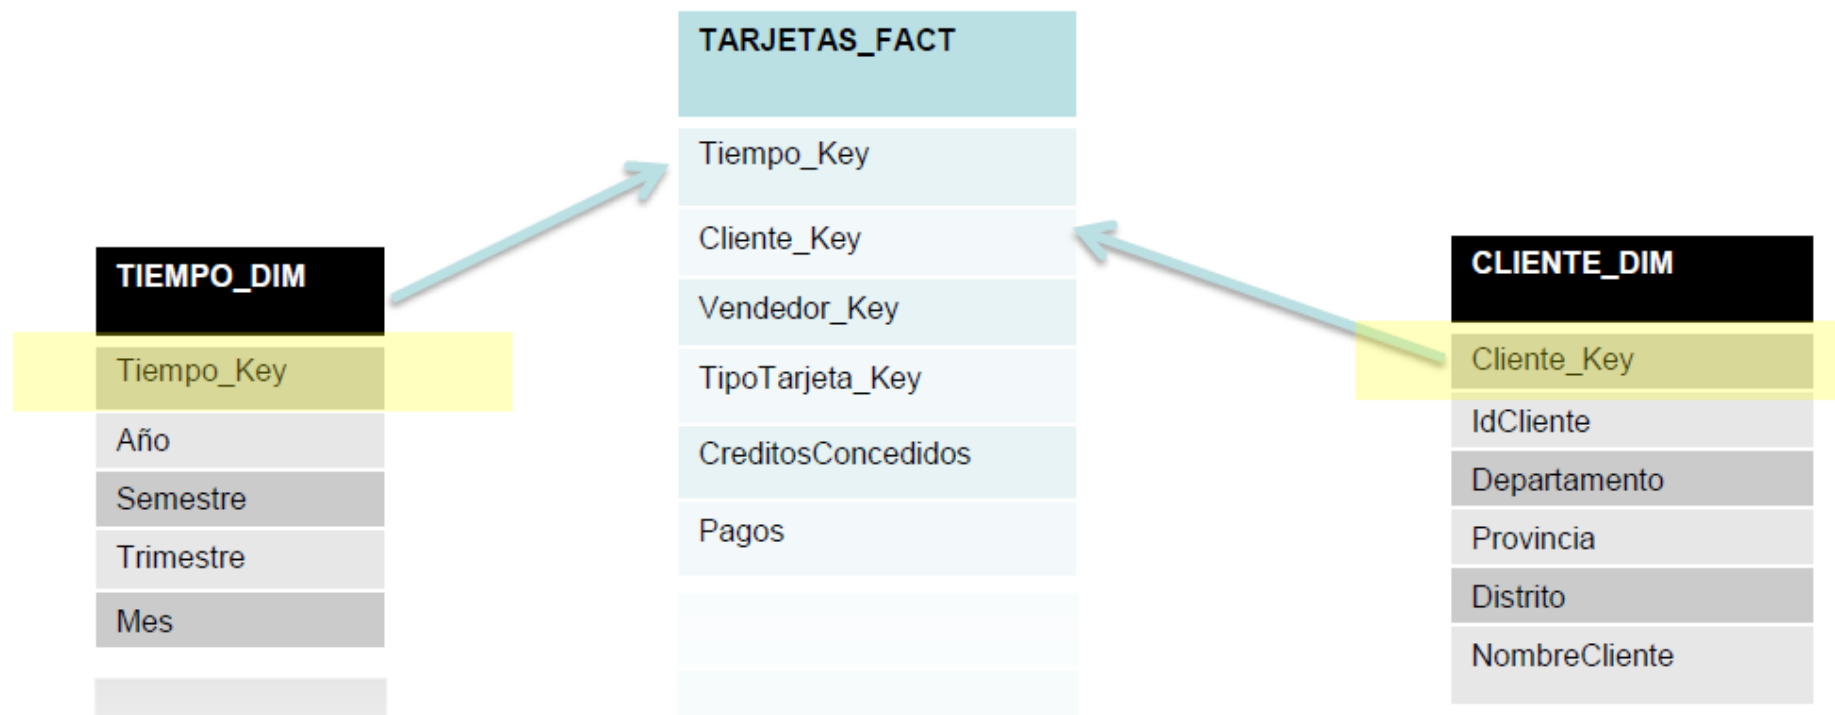 TARJETAS_FACT
Tiempo_Key
Cliente_Key
Vendedor_Key
TipoTarjeta_Key
CreditosConcedidos
Pagos
TIEMPO_DIM
Tiempo_Key
Año
Semestre
Trimestre
Mes
CLIENTE_DIM
Cliente_Key
IdCliente
Departamento
Provincia
Distrito
NombreCliente